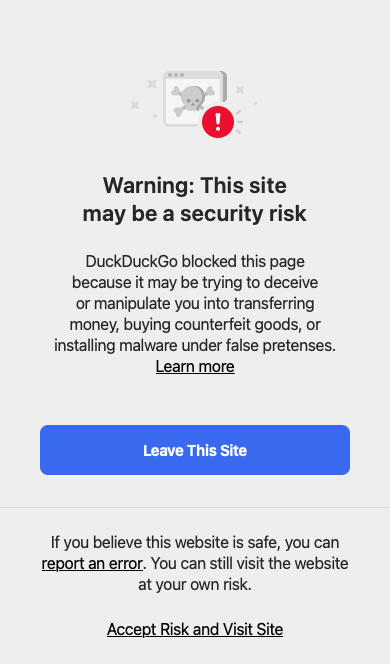 Warning: This site
may be a security risk
DuckDuckGo blocked this page
because it may be trying to deceive
or manipulate you into transferring
money, buying counterfeit goods, or
installing malware under false pretenses.
Learn more
Leave This Site
If you believe this website is safe, you can
report an error. You can still visit the website
at your own risk.
Accept Risk and Visit Site